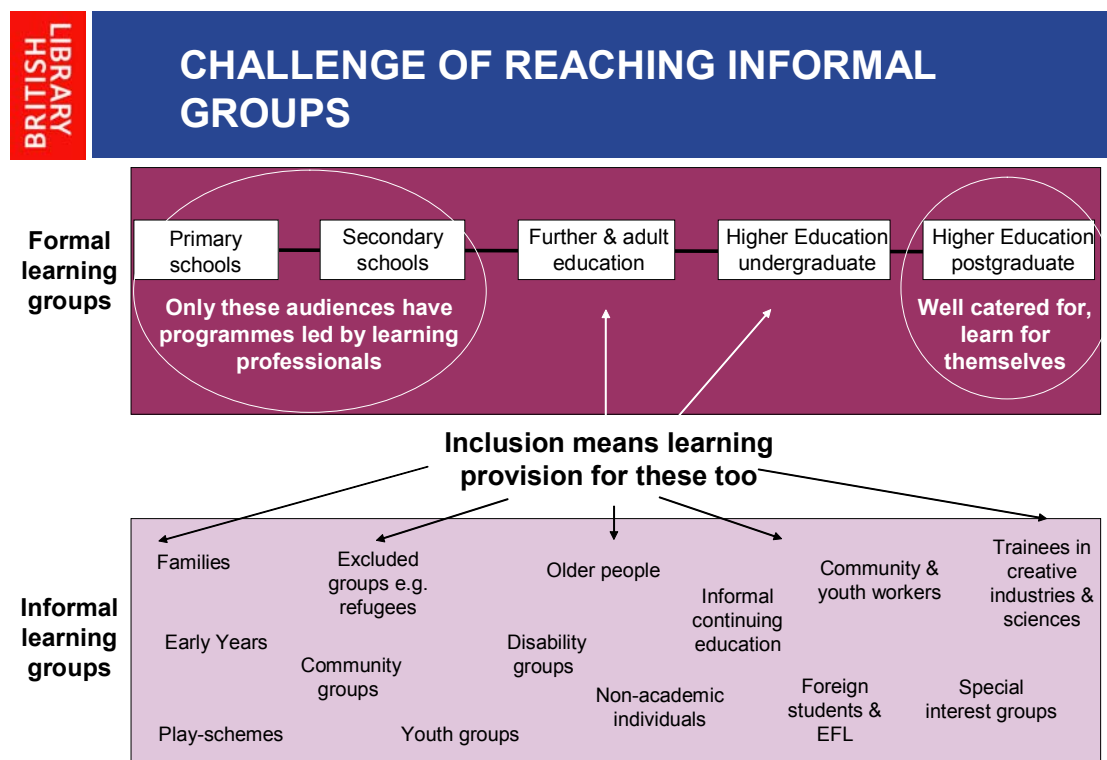 BRITISH
LIBRARY
CHALLENGE OF REACHING INFORMAL
GROUPS
Formal
learning
groups
Primary
schools
Secondary
schools
Further & adult
education
Higher Education
undergraduate
Higher Education
postgraduate
Only these audiences have
programmes led by learning
professionals
Well catered for,
learn for
themselves
Inclusion means learning
provision for these too
Informal
learning
groups
Families
Excluded
groups e.g.
refugees
Older people
Community &
youth workers
Trainees in
creative
industries &
sciences
Early Years
Community
groups
Disability
groups
Informal
continuing
education
Non-academic
individuals
Foreign
students &
EFL
Special
interest groups
Play-schemes
Youth groups